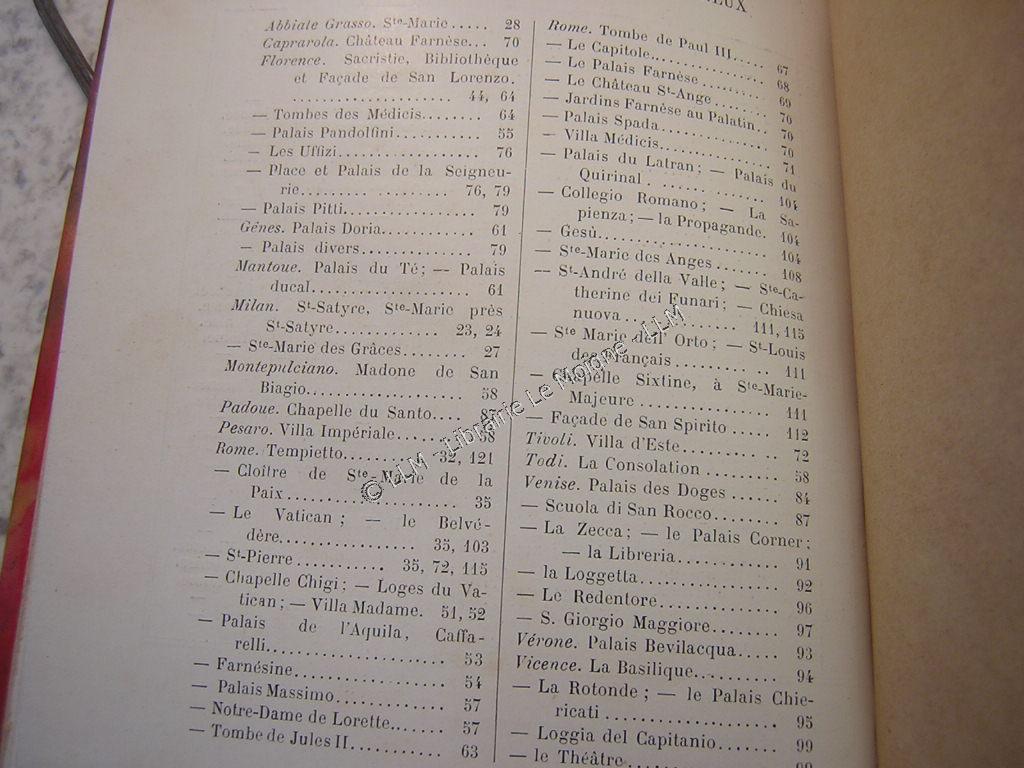 Abbiate Grasso. Ste-Marie..... 28
Caprarola. Château Farnèse... 70
Florence. Sacristie, Bibliothèque
et Façade de San Lorenzo.
..................... 44, 64
— Tombes des Médicis........ 64
— Palais Pandolfini............ 55
— Les Uffizi.................. 76
— Place et Palais de la Seigneu-
rie.................... 76, 79
— Palais Pitti................. 79
Gênes. Palais Doria............ 61
— Palais divers................ 79
Mantoue. Palais du Té; — Palais
ducal...................... 61
Milan. St-Satyre, Ste-Marie près
St-Satyre.............. 23, 24
— Ste-Marie des Grâces........ 27
Montepulciano. Madone de San
Biagio...................... 58
Padoue. Chapelle du Santo.... 87
Pesaro. Villa Impériale........ 58
Rome. Tempietto.......... 32, 121
— Cloître de Ste-Marie de la
Paix...................... 35
— Le Vatican; — le Belvé-
dère................. 35, 103
— St-Pierre........... 35, 72, 115
— Chapelle Chigi; — Loges du Va-
tican; — Villa Madame. 51, 52
— Palais de l'Aquila, Caffa-
relli...................... 53
— Farnésine.................. 54
— Palais Massimo............. 57
— Notre-Dame de Lorette...... 57
— Tombe de Jules II........... 63
Rome. Tombe de Paul III..... 67
— Le Capitole................ 68
— Le Palais Farnèse.......... 69
— Le Château St-Ange....... 70
— Jardins Farnèse au Palatin.. 70
— Palais Spada............... 70
— Villa Médicis............... 71
— Palais du Latran; — Palais du
Quirinal................. 104
— Collegio Romano; — La Sa-
pienza; — la Propagande. 104
— Gesù...................... 104
— Ste-Marie des Anges....... 108
— St-André della Valle; — Ste-Ca-
therine dei Funari; — Chiesa
nuova.............. 111, 115
— Ste Marie dell' Orto; — St-Louis
des Français............. 111
— Chapelle Sixtine, à Ste-Marie-
Majeure................. 111
— Façade de San Spirito..... 112
Tivoli. Villa d'Este............ 72
Todi. La Consolation.......... 58
Venise. Palais des Doges...... 84
— Scuola di San Rocco........ 87
— La Zecca; — le Palais Corner;
— la Libreria.............. 91
— la Loggetta................. 92
— Le Redentore............... 96
— S. Giorgio Maggiore........ 97
Vérone. Palais Bevilacqua..... 93
Vicence. La Basilique.......... 94
— La Rotonde; — le Palais Chie-
ricati..................... 95
— Loggia del Capitanio....... 99
— le Théâtre................. 99
© LLM - Librairie Le Moione - LLM